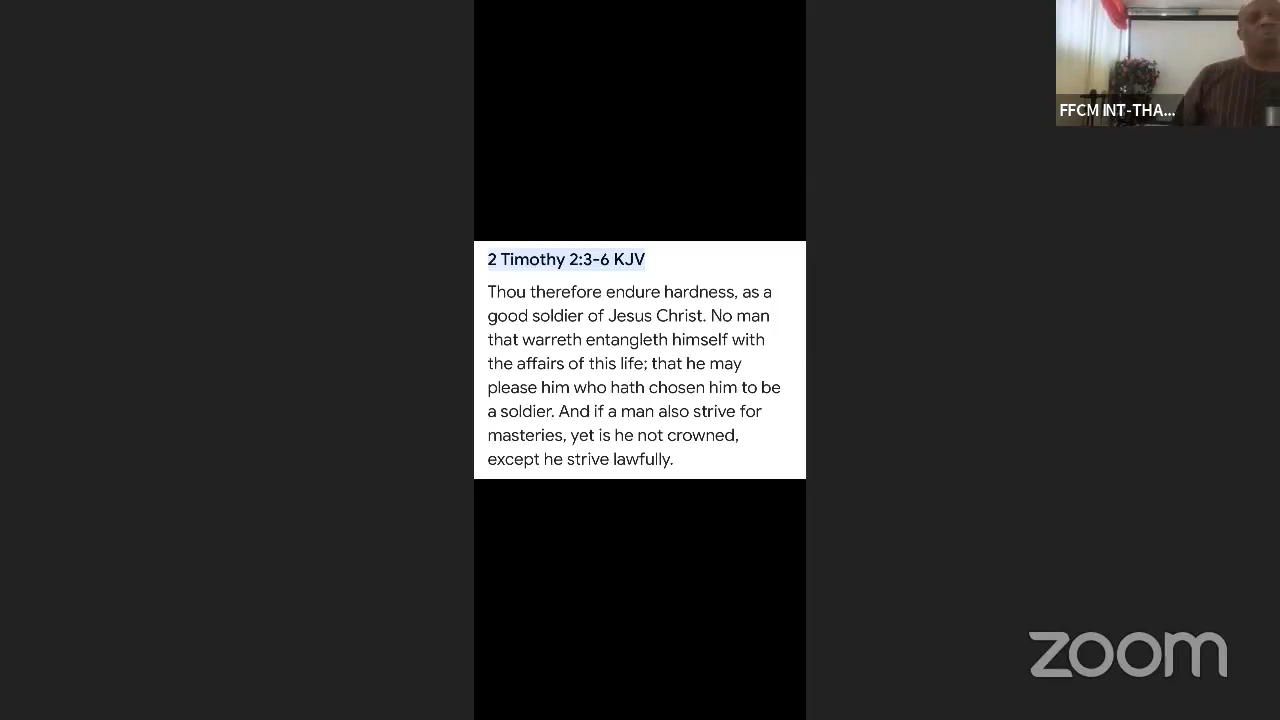 2 Timothy 2:3-6 KJV
Thou therefore endure hardness, as a
good soldier of Jesus Christ. No man
that warreth entangleth himself with
the affairs of this life; that he may
please him who hath chosen him to be
a soldier. And if a man also strive for
masteries, yet is he not crowned,
except he strive lawfully.
FFCM INT-THA...
zoom